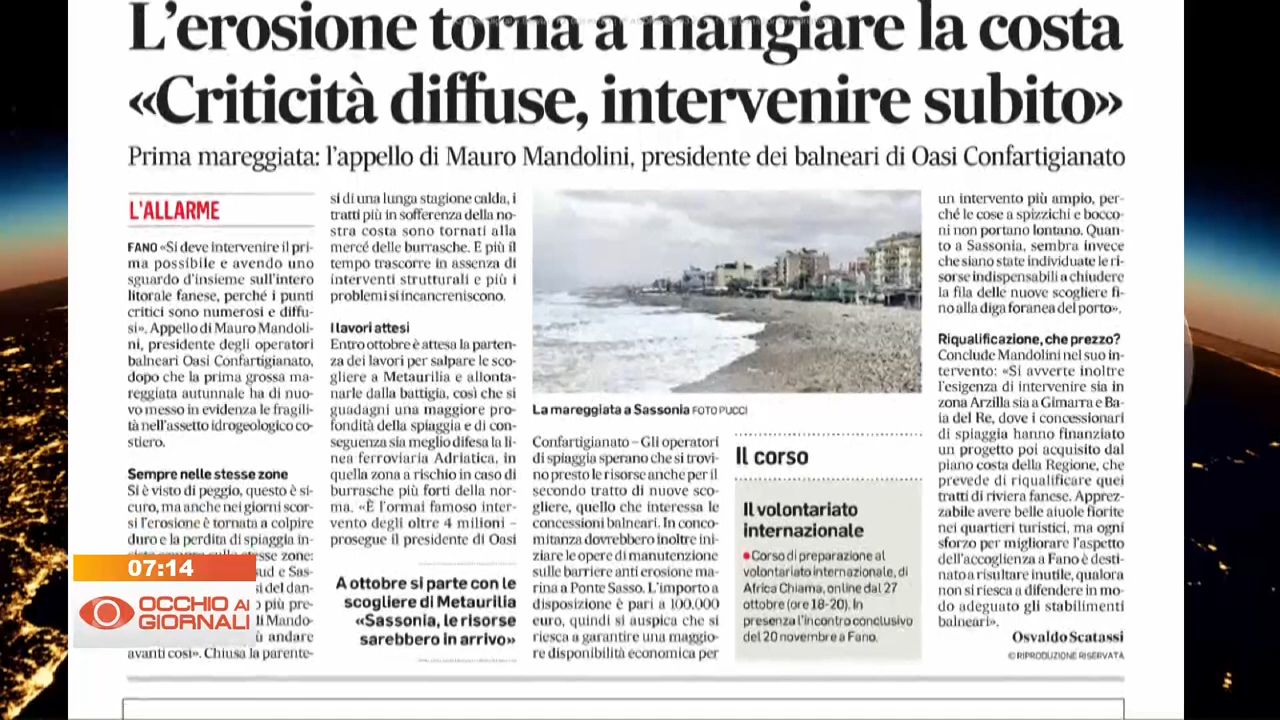 L'erosione torna a mangiare la costa
«Criticità diffuse, intervenire subito»
Prima mareggiata: l'appello di Mauro Mandolini, presidente dei balneari di Oasi Confartigianato
L'ALLARME
FANO «Si deve intervenire il pri-
ma possibile e avendo uno
sguardo d'insieme sull'intero
litorale fanese, perché i punti
critici sono numerosi e diffu-
si». Appello di Mauro Mandoli-
ni, presidente degli operatori
balneari Oasi Confartigianato,
dopo che la prima grossa ma-
reggiata autunnale ha di nuo-
vo messo in evidenza le fragili-
tà nell'assetto idrogeologico co-
stiero.
Sempre nelle stesse zone
Si è visto di peggio, questo è si-
curo, ma anche nei giorni scor-
si l'erosione è tornata a colpire
duro e la perdita di spiaggia in-
sse zone:
ud e Sas-
si del dan-
o più pre-
li Mando-
ù andare
avanti così». Chiusa la parente-
si di una lunga stagione calda, i
tratti più in sofferenza della no-
stra costa sono tornati alla
mercé delle burrasche. E più il
tempo trascorre in assenza di
interventi strutturali e più i
problemi si incancreniscono.
I lavori attesi
Entro ottobre è attesa la parten-
za dei lavori per salpare le sco-
gliere a Metaurilia e allonta-
narle dalla battigia, così che si
guadagni una maggiore pro-
fondità della spiaggia e di con-
seguenza sia meglio difesa la li-
nea ferroviaria Adriatica, in
quella zona a rischio in caso di
burrasche più forti della nor-
ma. «È l'ormai famoso inter-
vento degli oltre 4 milioni –
prosegue il presidente di Oasi
A ottobre si parte con le
scogliere di Metaurilia
«Sassonia, le risorse
sarebbero in arrivo»
La mareggiata a Sassonia FOTO PUCCI
Confartigianato – Gli operatori
di spiaggia sperano che si trovi-
no presto le risorse anche per il
secondo tratto di nuove sco-
gliere, quello che interessa le
concessioni balneari. In conco-
mitanza dovrebbero inoltre ini-
ziare le opere di manutenzione
sulle barriere anti erosione ma-
rina a Ponte Sasso. L'importo a
disposizione è pari a 100.000
euro, quindi si auspica che si
riesca a garantire una maggio-
re disponibilità economica per
Il corso
Il volontariato
internazionale
● Corso di preparazione al
volontariato internazionale, di
Africa Chiama, online dal 27
ottobre (ore 18-20). In
presenza l'incontro conclusivo
del 20 novembre a Fano.
un intervento più ampio, per-
ché le cose a spizzichi e bocco-
ni non portano lontano. Quan-
to a Sassonia, sembra invece
che siano state individuate le ri-
sorse indispensabili a chiudere
la fila delle nuove scogliere fi-
no alla diga foranea del porto».
Riqualificazione, che prezzo?
Conclude Mandolini nel suo in-
tervento: «Si avverte inoltre
l'esigenza di intervenire sia in
zona Arzilla sia a Gimarra e Ba-
ia del Re, dove i concessionari
di spiaggia hanno finanziato
un progetto poi acquisito dal
piano costa della Regione, che
prevede di riqualificare quei
tratti di riviera fanese. Apprez-
zabile avere belle aiuole fiorite
nei quartieri turistici, ma ogni
sforzo per migliorare l'aspetto
dell'accoglienza a Fano è desti-
nato a risultare inutile, qualora
non si riesca a difendere in mo-
do adeguato gli stabilimenti
balneari».
Osvaldo Scatassi
© RIPRODUZIONE RISERVATA
07:14
OCCHIO AI
GIORNALI